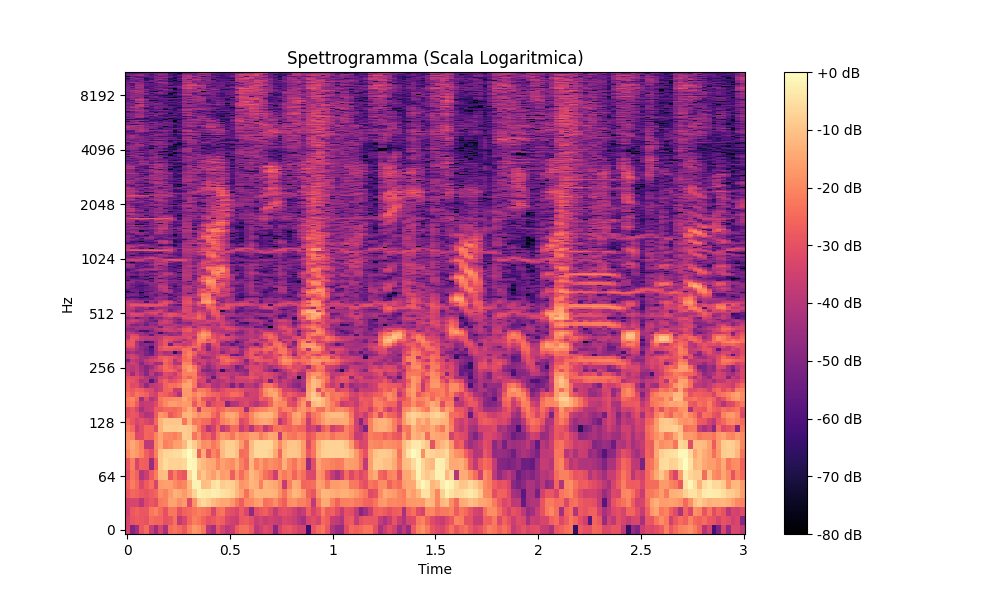 Spettrogramma (Scala Logaritmica)
Hz
8192
4096
2048
1024
512
256
128
64
0
0
0.5
1
1.5
2
2.5
3
Time
+0 dB
-10 dB
-20 dB
-30 dB
-40 dB
-50 dB
-60 dB
-70 dB
-80 dB